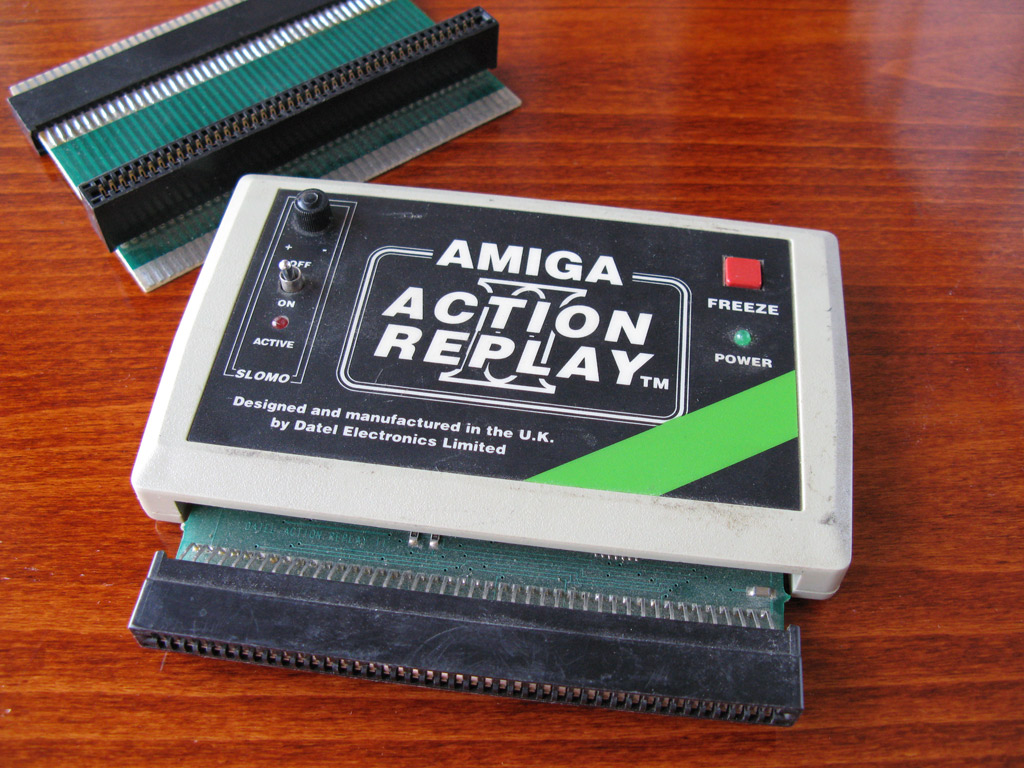 AMIGA
II
ACTION
REPLAY TM
+ -
OFF
ON
ACTIVE
SLOMO
FREEZE
POWER
Designed and manufactured in the U.K.
by Datel Electronics Limited